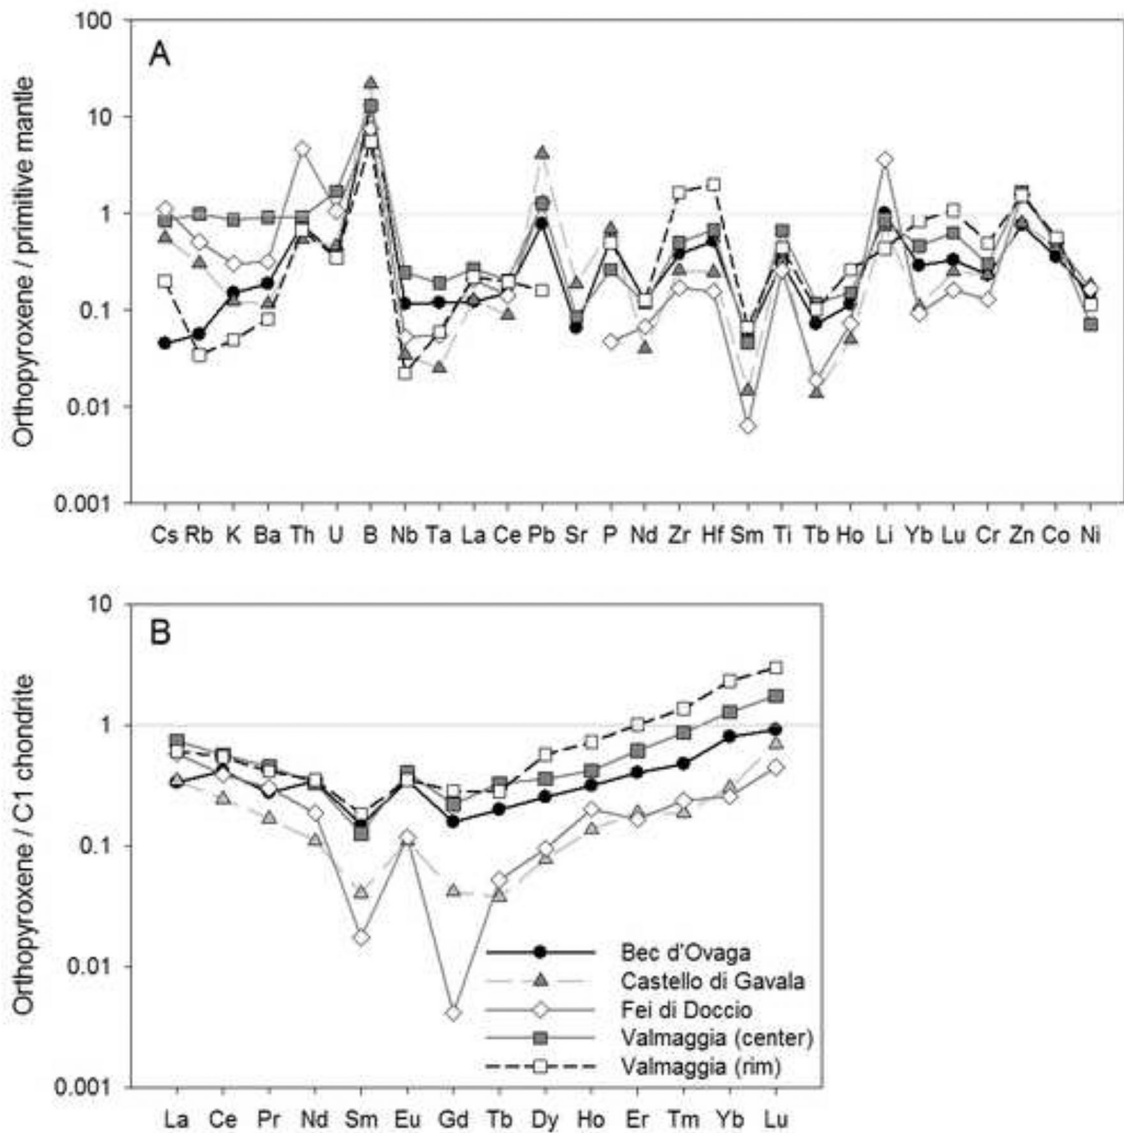 A
Orthopyroxene / primitive mantle
100
10
1
0.1
0.01
0.001
Cs Rb K Ba Th U B Nb Ta La Ce Pb Sr P Nd Zr Hf Sm Ti Tb Ho Li Yb Lu Cr Zn Co Ni
B
Orthopyroxene / C1 chondrite
10
1
0.1
0.01
0.001
Bec d'Ovaga
Castello di Gavala
Fei di Doccio
Valmaggia (center)
Valmaggia (rim)
La Ce Pr Nd Sm Eu Gd Tb Dy Ho Er Tm Yb Lu